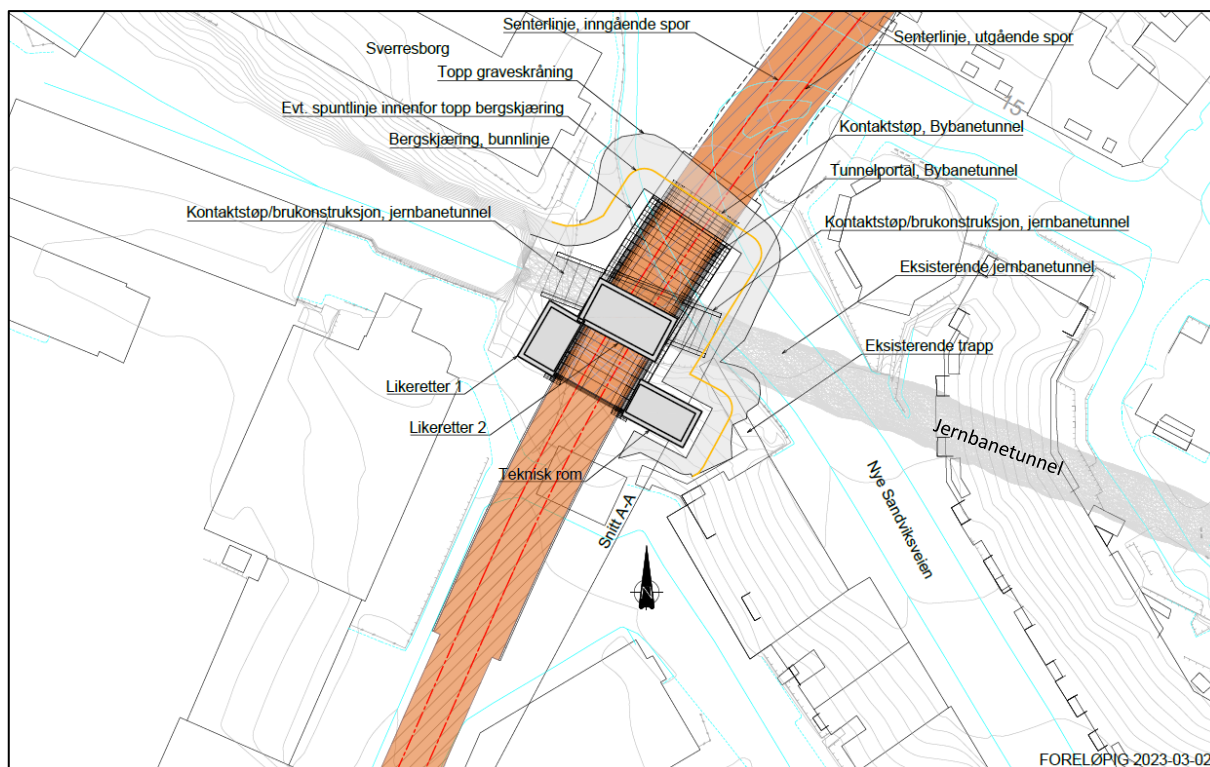 Senterlinje, inngående spor
Senterlinje, utgående spor
Sverresborg
Topp graveskråning
Evt. spuntlinje innenfor topp bergskjæring
Bergskjæring, bunnlinje
15
Kontaktstøp, Bybanetunnel
Tunnelportal, Bybanetunnel
Kontaktstøp/brukonstruksjon, jernbanetunnel
Kontaktstøp/brukonstruksjon, jernbanetunnel
Eksisterende jernbanetunnel
Eksisterende trapp
Likeretter 1
Likeretter 2
Jernbanetunnel
Teknisk rom
Nye Sandviksveien
Snitt A-A
N
FORELØPIG 2023-03-02